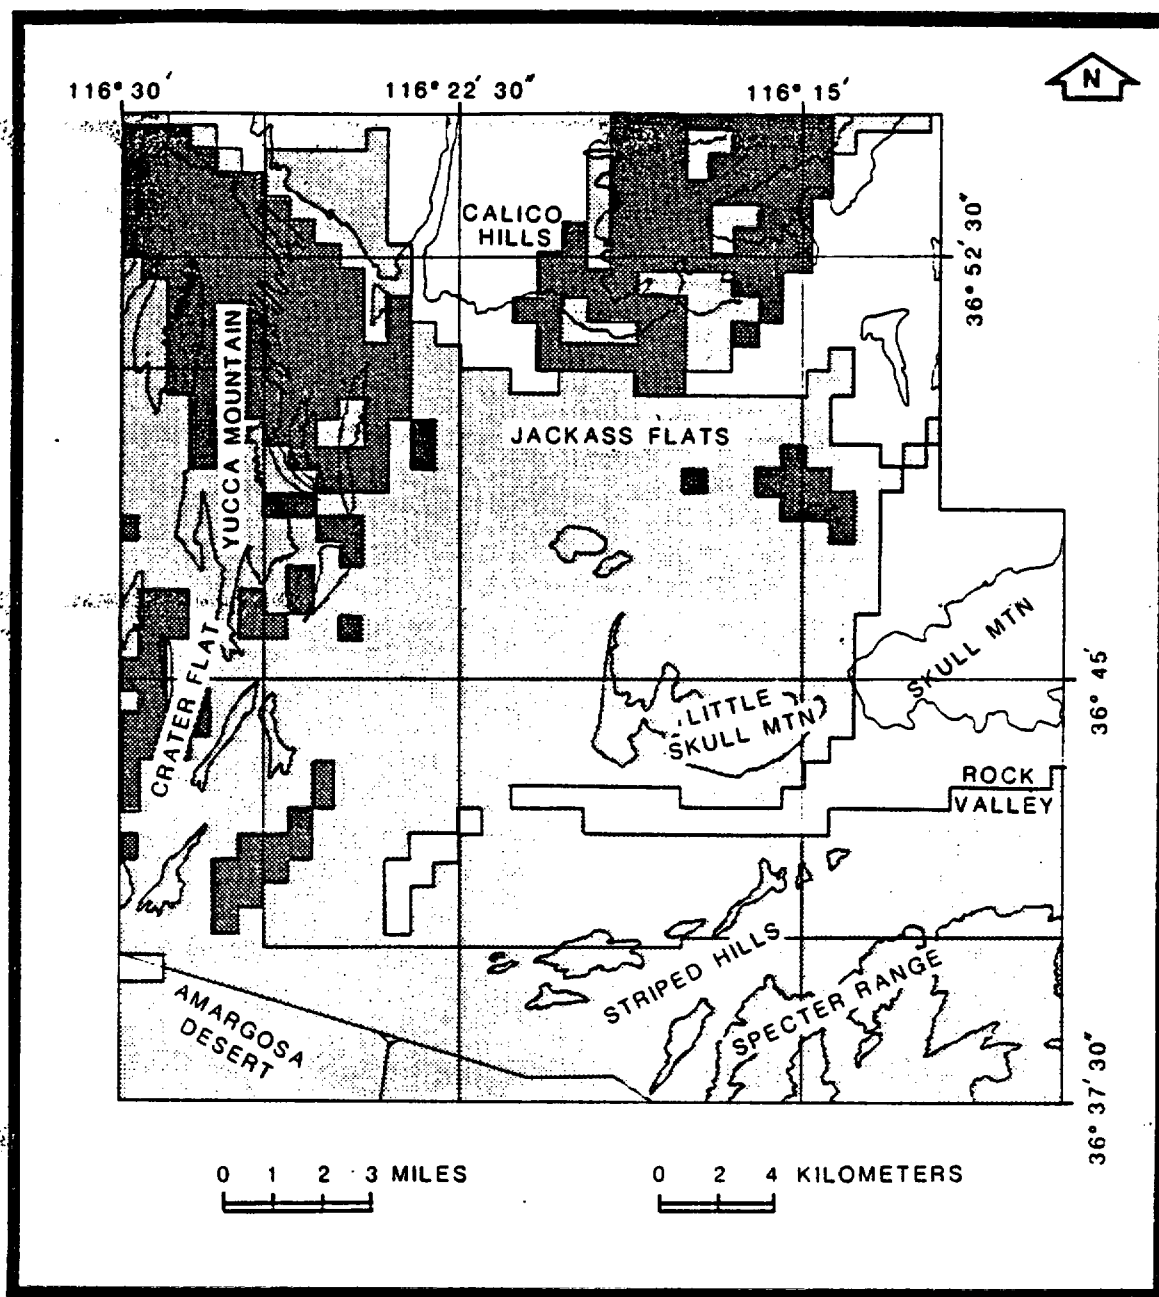 N
116° 30′
116° 22′ 30″
116° 15′
CALICO
HILLS
36° 52′ 30″
YUCCA MOUNTAIN
JACKASS FLATS
SKULL MTN
36° 45′
LITTLE
SKULL MTN
CRATER FLAT
ROCK
VALLEY
STRIPED HILLS
SPECTER RANGE
AMARGOSA
DESERT
36° 37′ 30″
0 1 2 3 MILES
0 2 4 KILOMETERS